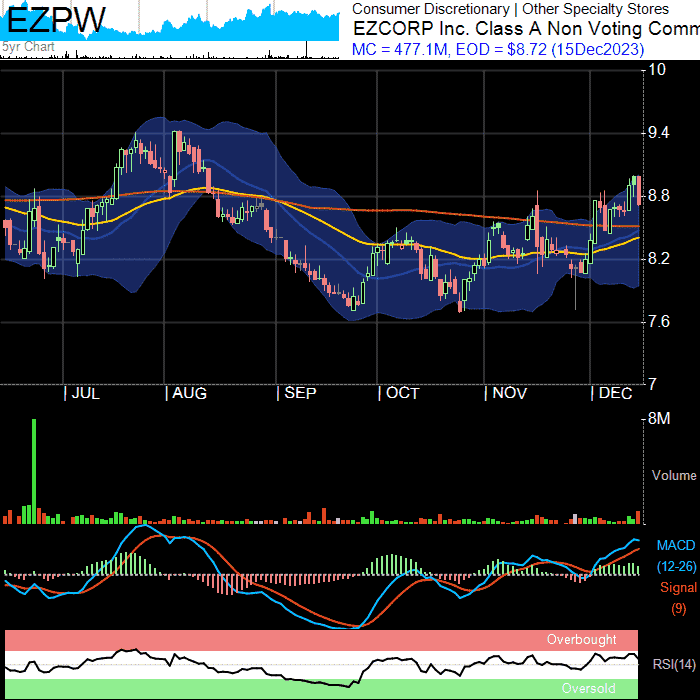 EZPW
5yr Chart
Consumer Discretionary | Other Specialty Stores
EZCORP Inc. Class A Non Voting Comm
MC = 477.1M, EOD = $8.72 (15Dec2023)
10
9.4
8.8
8.2
7.6
7
| JUL | AUG | SEP | OCT | NOV | DEC
8M
Volume
MACD
(12-26)
Signal
(9)
Overbought
RSI(14)
Oversold